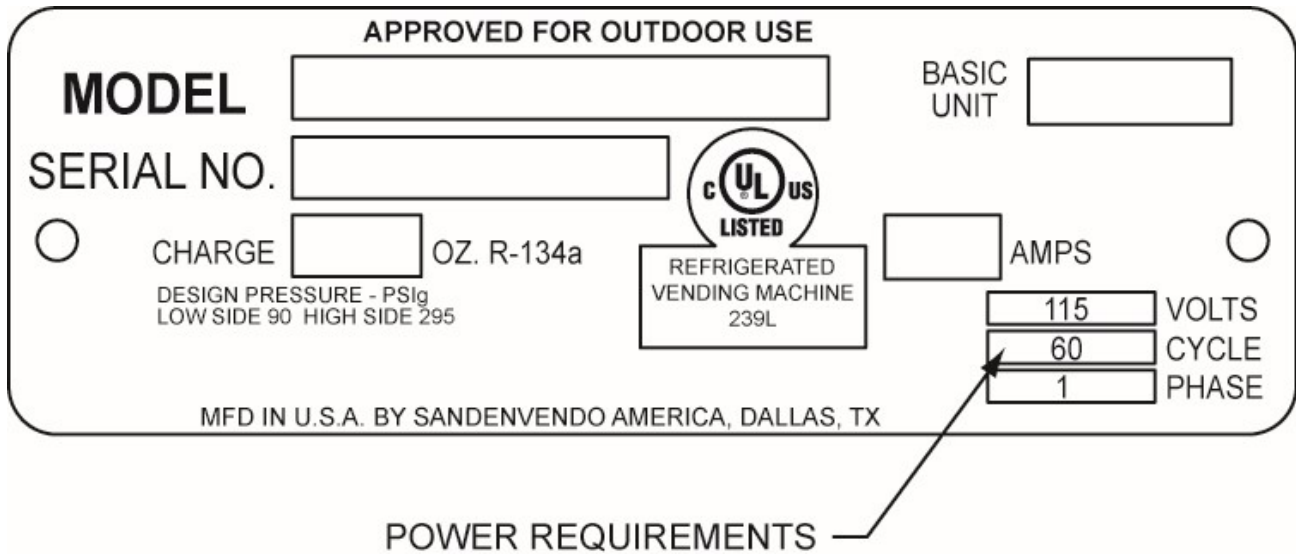 APPROVED FOR OUTDOOR USE
MODEL
BASIC
UNIT
SERIAL NO.
C UL® US
LISTED
CHARGE
OZ. R-134a
REFRIGERATED
VENDING MACHINE
239L
AMPS
DESIGN PRESSURE - PSIg
LOW SIDE 90 HIGH SIDE 295
115 VOLTS
60 CYCLE
1 PHASE
MFD IN U.S.A. BY SANDENVENDO AMERICA, DALLAS, TX
POWER REQUIREMENTS